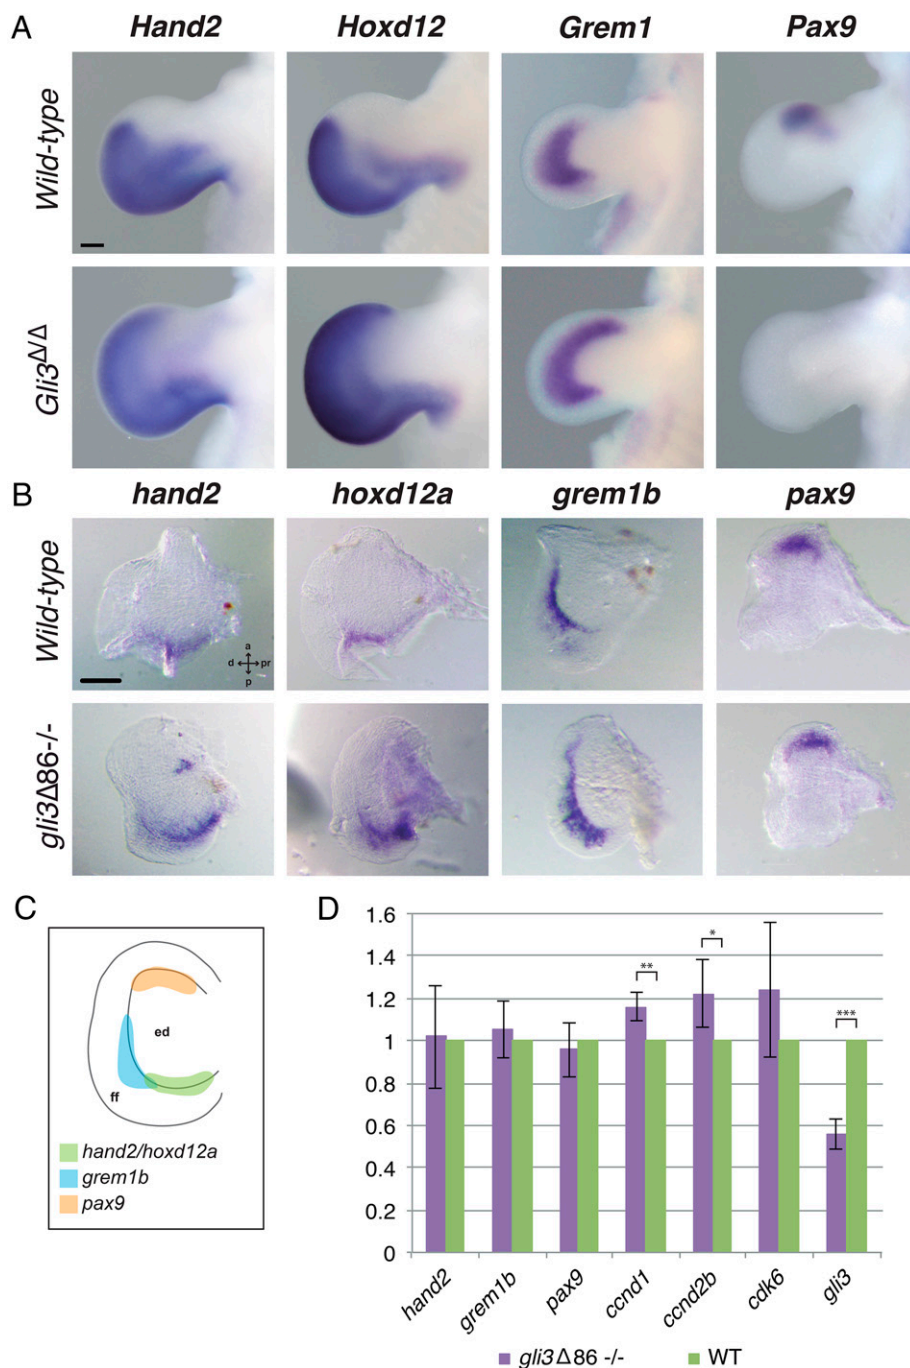 A
Hand2 Hoxd12 Grem1 Pax9
Wild-type
Gli3Δ/Δ
B
hand2 hoxd12a grem1b pax9
Wild-type
a
d pr
p
gli3Δ86-/-
C
ed
ff
hand2/hoxd12a
grem1b
pax9
D
1.6
1.4
1.2
1
0.8
0.6
0.4
0.2
0
**
*
***
hand2 grem1b pax9 ccnd1 ccnd2b cdk6 gli3
gli3Δ86 -/- WT